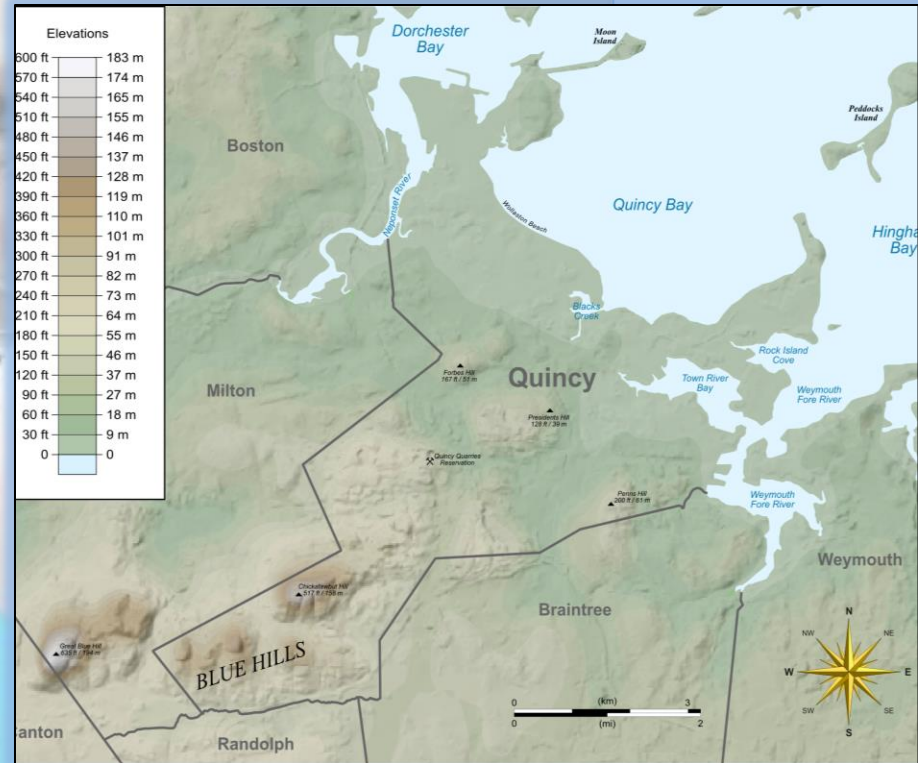 Elevations
600 ft 183 m
570 ft 174 m
540 ft 165 m
510 ft 155 m
480 ft 146 m
450 ft 137 m
420 ft 128 m
390 ft 119 m
360 ft 110 m
330 ft 101 m
300 ft 91 m
270 ft 82 m
240 ft 73 m
210 ft 64 m
180 ft 55 m
150 ft 46 m
120 ft 37 m
90 ft 27 m
60 ft 18 m
30 ft 9 m
0 0
Dorchester
Bay
Moon
Island
Peddocks
Island
Boston
Neponset River
Wollaston Beach
Quincy Bay
Hingha
Bay
Blacks
Creek
Rock Island
Cove
Forbes Hill
Quincy
Town River
Bay
Milton
Weymouth
Fore River
Presidents Hill
Quincy Quarries
Reservation
Penns Hill
Weymouth
Fore River
Weymouth
Chickatawbut Hill
517 ft / 158 m
Braintree
Great Blue Hill
635 ft / 194 m
BLUE HILLS
N
NW NE
W E
SW SE
S
0 (km) 3
0 (mi) 2
anton
Randolph